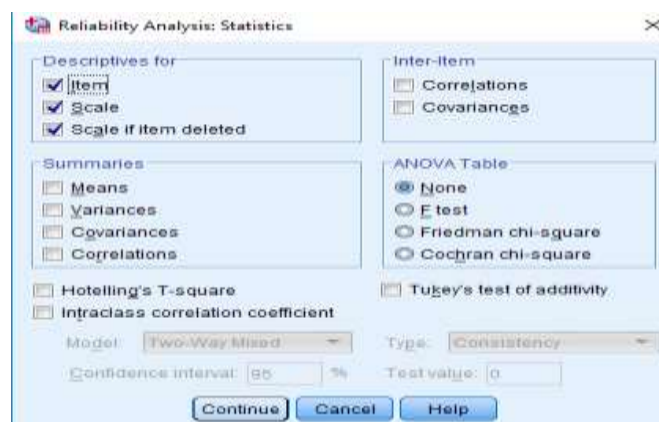 Reliability Analysis: Statistics
Descriptives for
Item
Scale
Scale if item deleted
Inter-Item
Correlations
Covariances
Summaries
Means
Variances
Covariances
Correlations
ANOVA Table
None
F test
Friedman chi-square
Cochran chi-square
Hotelling's T-square
Tukey's test of additivity
Intraclass correlation coefficient
Model: Two-Way Mixed Type: Consistency
Confidence interval: 95 % Test value: 0
Continue Cancel Help